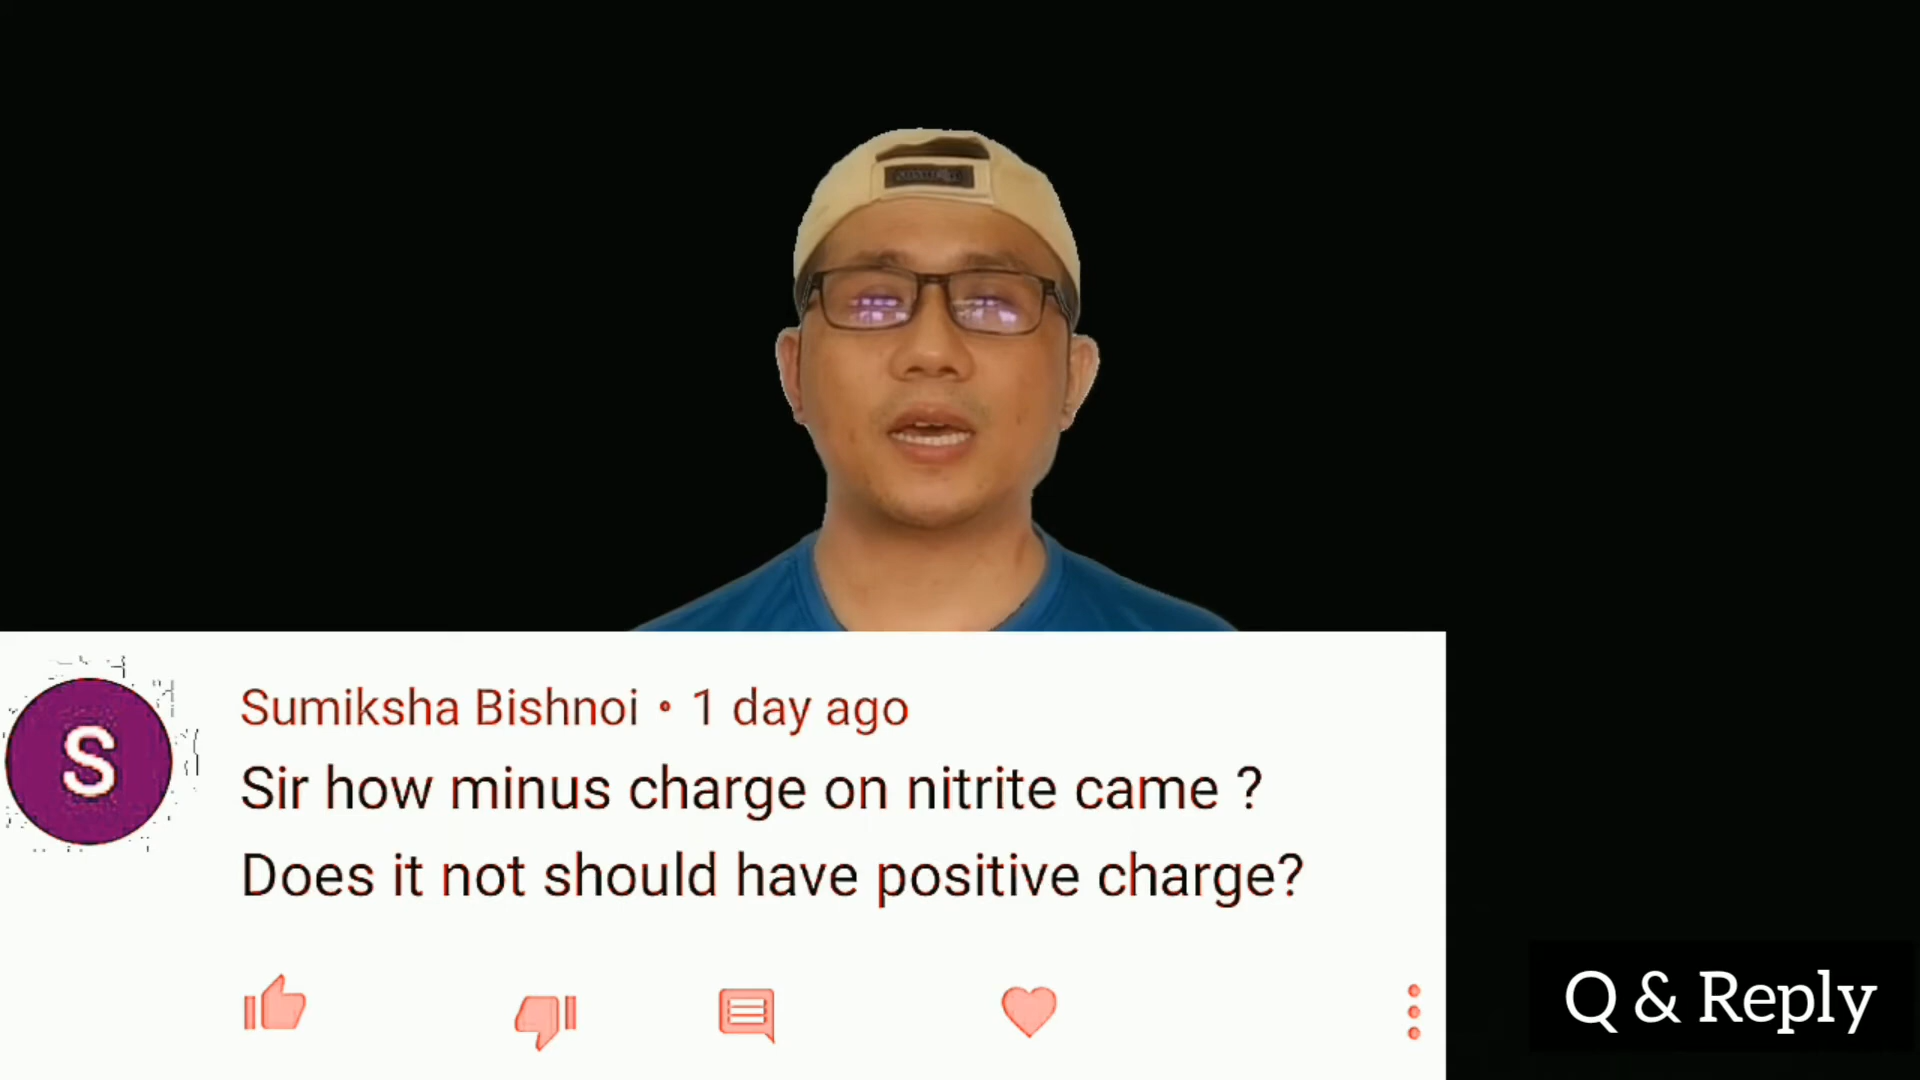 S
Sumiksha Bishnoi • 1 day ago
Sir how minus charge on nitrite came ?
Does it not should have positive charge?
Q & Reply